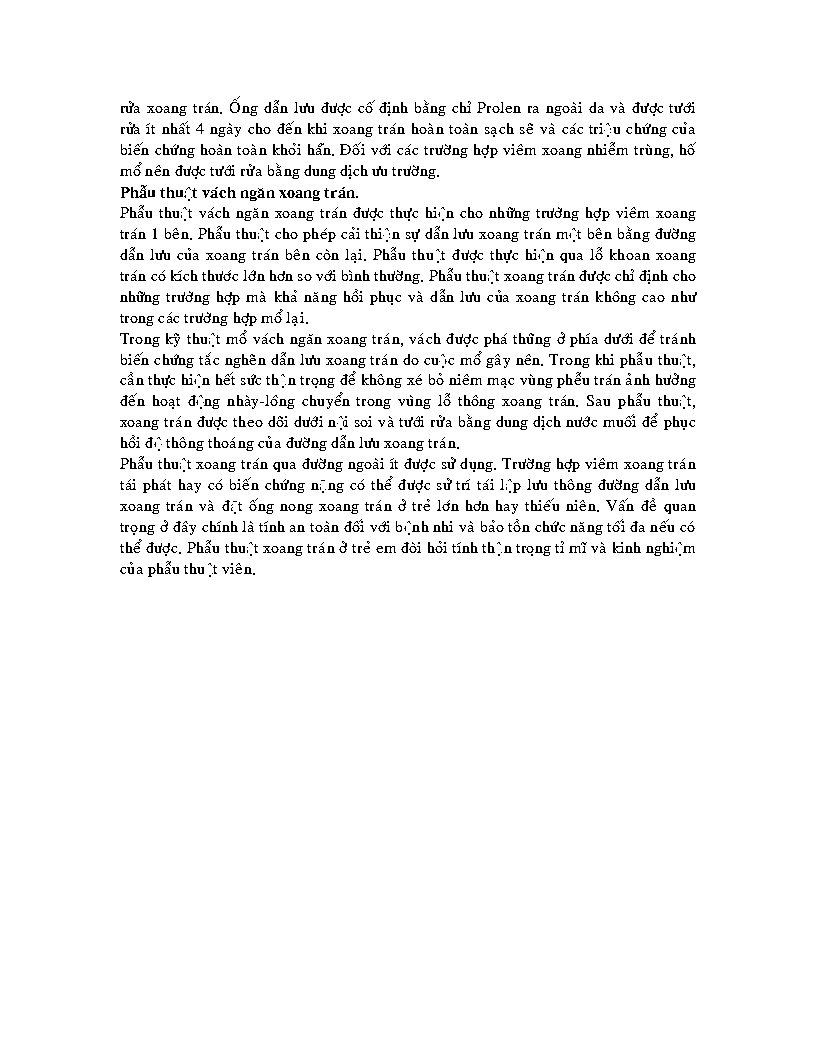 rửa xoang trán. Ống dẫn lưu được cố định bằng chỉ Prolen ra ngoài da và được tưới
rửa ít nhất 4 ngày cho đến khi xoang trán hoàn toàn sạch sẽ và các triệu chứng của
biến chứng hoàn toàn khỏi hẳn. Đối với các trường hợp viêm xoang nhiễm trùng, hố
mổ nên được tưới rửa bằng dung dịch ưu trường.
Phẫu thuật vách ngăn xoang trán.
Phẫu thuật vách ngăn xoang trán được thực hiện cho những trường hợp viêm xoang
trán 1 bên. Phẫu thuật cho phép cải thiện sự dẫn lưu xoang trán một bên bằng đường
dẫn lưu của xoang trán bên còn lại. Phẫu thuật được thực hiện qua lỗ khoan xoang
trán có kích thước lớn hơn so với bình thường. Phẫu thuật xoang trán được chỉ định cho
những trường hợp mà khả năng hồi phục và dẫn lưu của xoang trán không cao như
trong các trường hợp mổ lại.
Trong kỹ thuật mổ vách ngăn xoang trán, vách được phá thũng ở phía dưới để tránh
biến chứng tắc nghẽn dẫn lưu xoang trán do cuộc mổ gây nên. Trong khi phẫu thuật,
cần thực hiện hết sức thận trọng để không xé bỏ niêm mạc vùng phễu trán ảnh hưởng
đến hoạt động nhày-lông chuyển trong vùng lỗ thông xoang trán. Sau phẫu thuật,
xoang trán được theo dõi dưới nội soi và tưới rửa bằng dung dịch nước muối để phục
hồi độ thông thoáng của đường dẫn lưu xoang trán.
Phẫu thuật xoang trán qua đường ngoài ít được sử dụng. Trường hợp viêm xoang trán
tái phát hay có biến chứng nặng có thể được sử trí tái lập lưu thông đường dẫn lưu
xoang trán và đặt ống nong xoang trán ở trẻ lớn hơn hay thiếu niên. Vấn đề quan
trọng ở đây chính là tính an toàn đối với bệnh nhi và bảo tồn chức năng tối đa nếu có
thể được. Phẫu thuật xoang trán ở trẻ em đòi hỏi tính thận trọng tỉ mĩ và kinh nghiệm
của phẫu thuật viên.